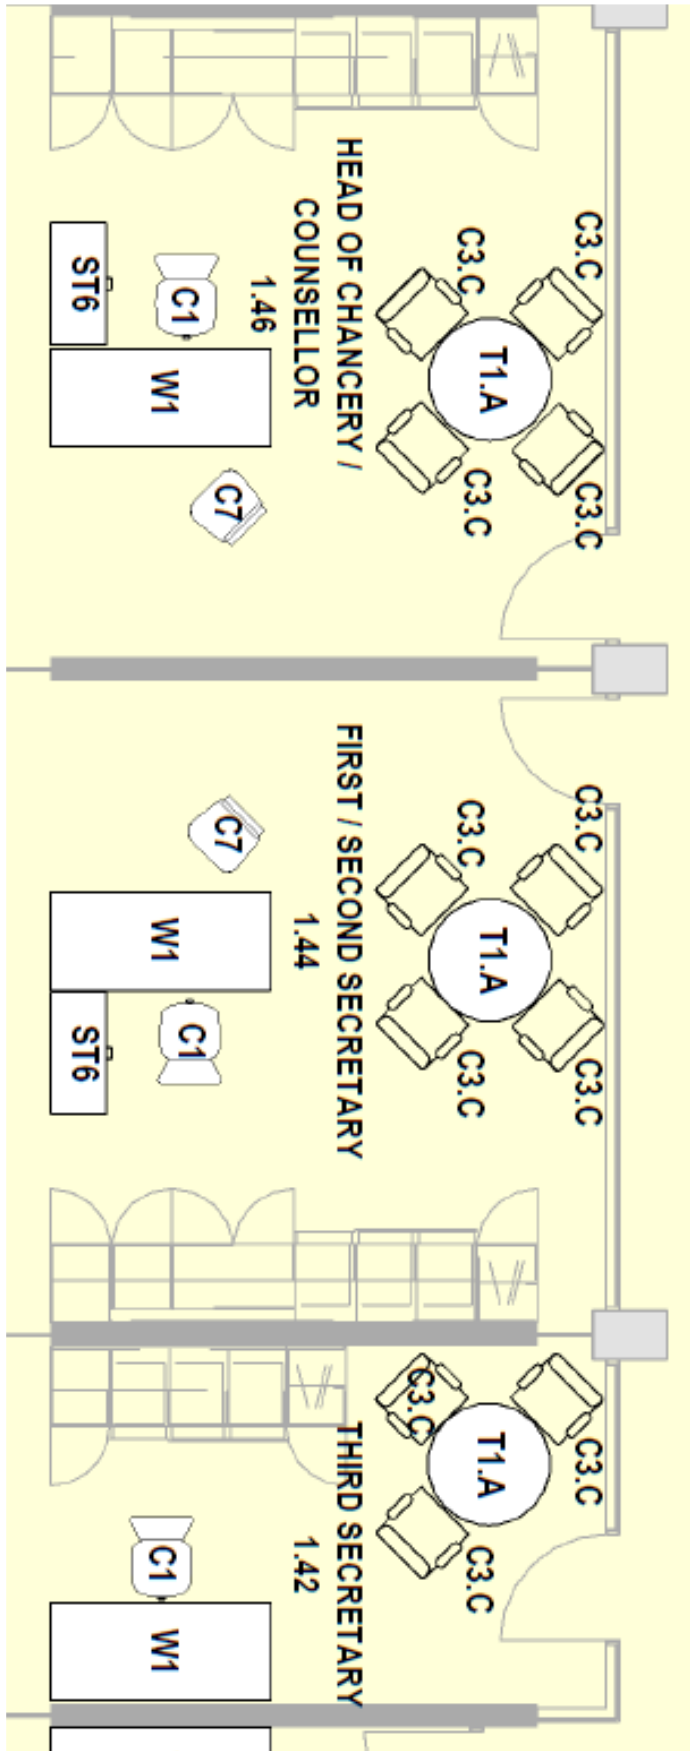 C3.C
C3.C
HEAD OF CHANCERY /
COUNSELLOR
1.46
T1.A
C1
ST6
W1
C3.C
C3.C
C7
C3.C
C3.C
FIRST / SECOND SECRETARY
1.44
C7
T1.A
W1
C1
ST6
C3.C
C3.C
C3.C
C3.C
T1.A
THIRD SECRETARY
1.42
C3.C
C1
W1